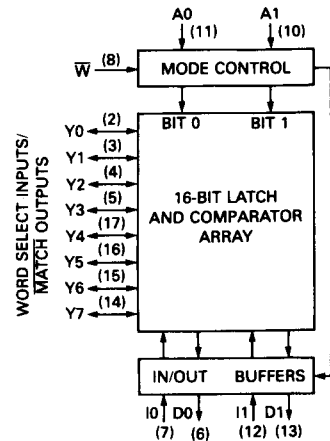 A0 A1
(11) (10)
W̅ (8) MODE CONTROL
BIT 0 BIT 1
Y0 (2)
Y1 (3)
Y2 (4)
Y3 (5)
Y4 (17)
Y5 (16)
Y6 (15)
Y7 (14)
WORD SELECT INPUTS/
M̅A̅T̅C̅H̅ OUTPUTS
16-BIT LATCH
AND COMPARATOR
ARRAY
IN/OUT BUFFERS
I0 D0 I1 D1
(7) (6) (12) (13)